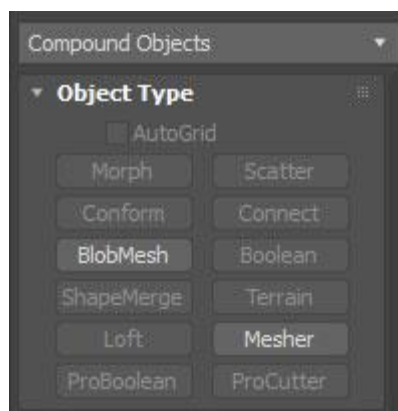 Compound Objects
Object Type
AutoGrid
Morph Scatter
Conform Connect
BlobMesh Boolean
ShapeMerge Terrain
Loft Mesher
ProBoolean ProCutter